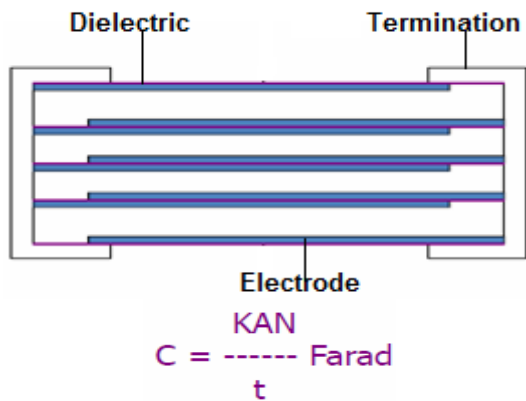 Dielectric Termination
Electrode
KAN
C = ------ Farad
t